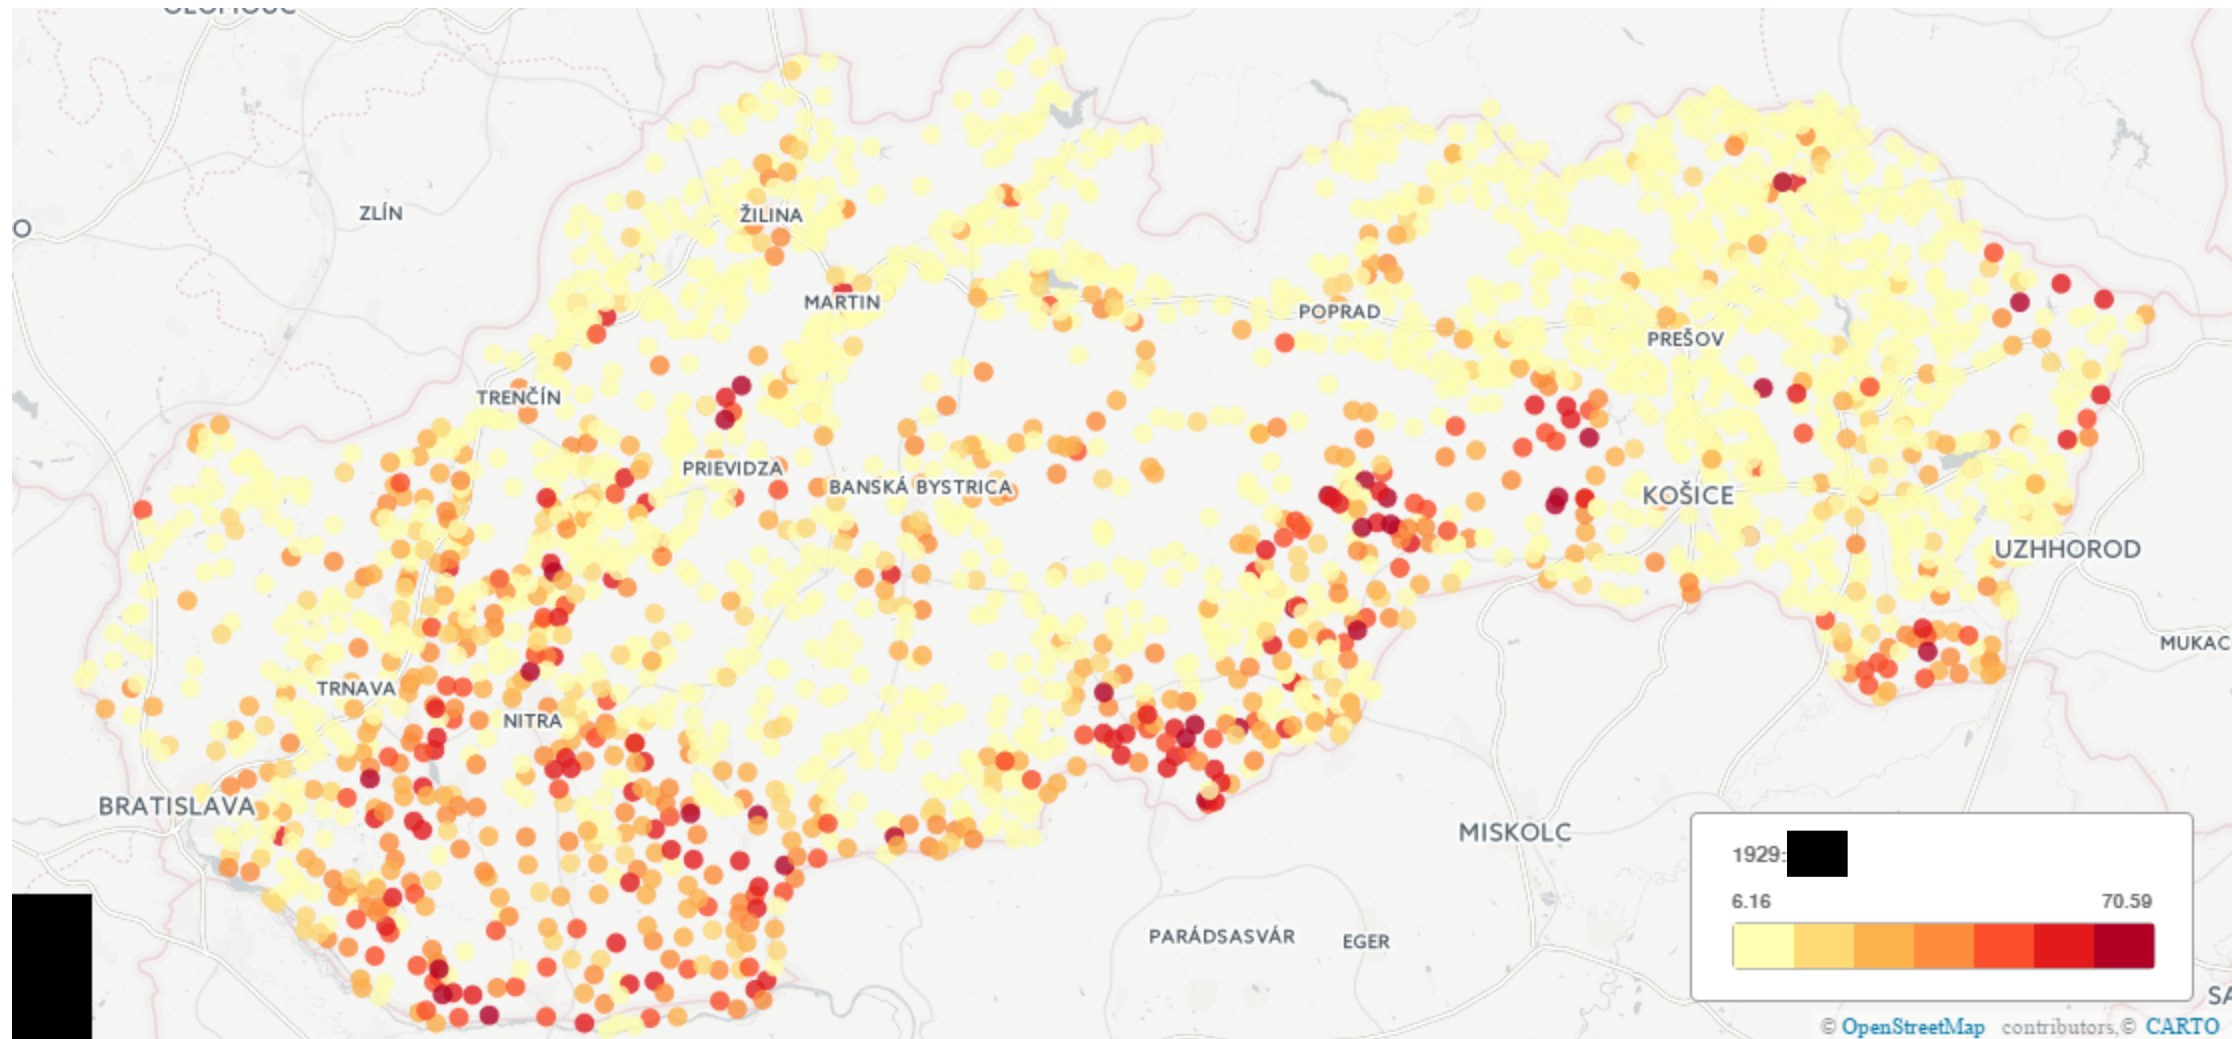 ZLÍN
O
ŽILINA
MARTIN
POPRAD
PREŠOV
TRENČÍN
PRIEVIDZA
BANSKÁ BYSTRICA
KOŠICE
UZHHOROD
MUKAC
TRNAVA
NITRA
BRATISLAVA
MISKOLC
PARÁDSASVÁR
EGER
1929:
6.16 70.59
SA
© OpenStreetMap contributors,© CARTO